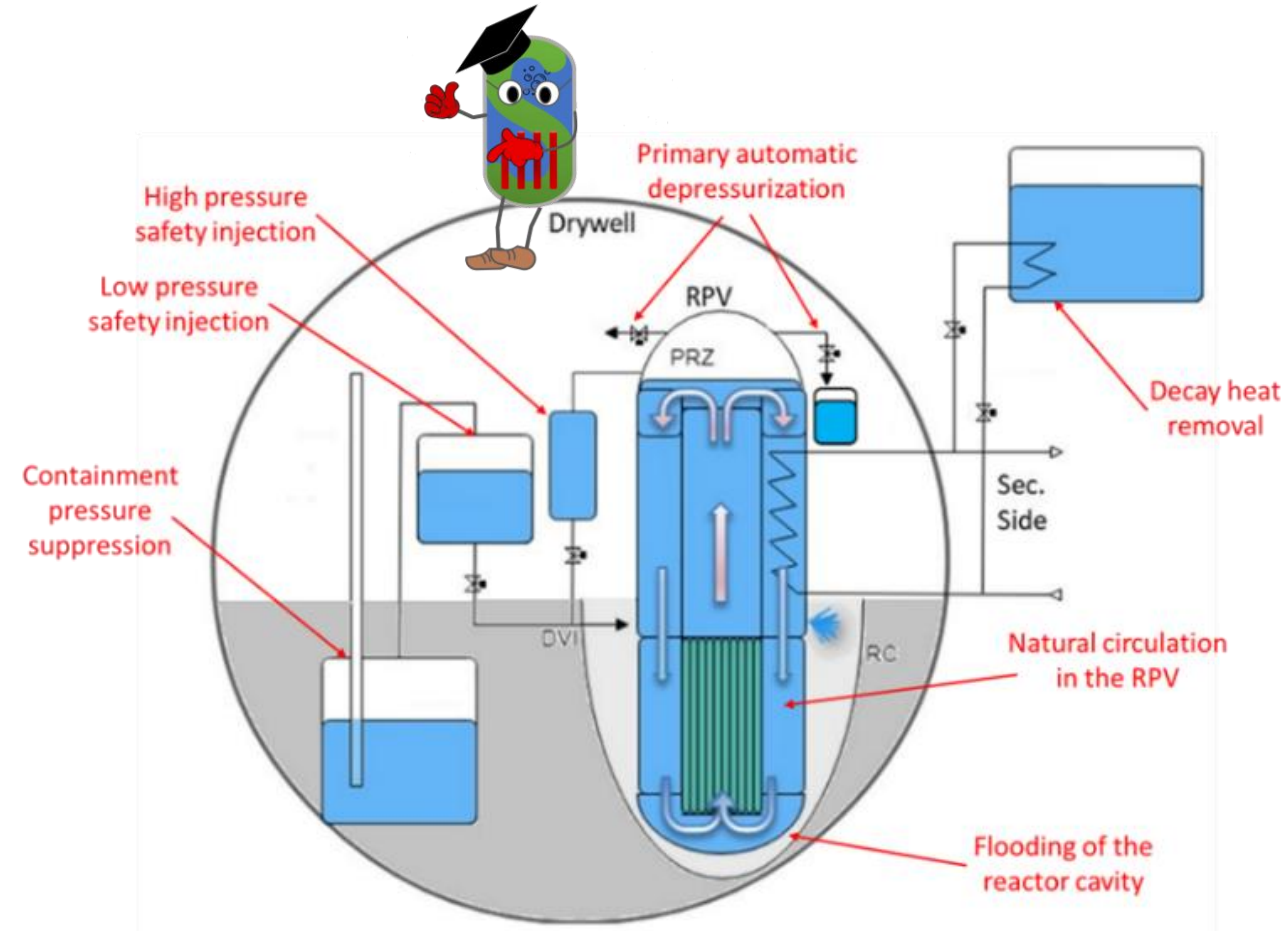 Primary automatic
depressurization
High pressure
safety injection
Drywell
Low pressure
safety injection
RPV
PRZ
Decay heat
removal
Containment
pressure
suppression
Sec.
Side
DVI
RC
Natural circulation
in the RPV
Flooding of the
reactor cavity